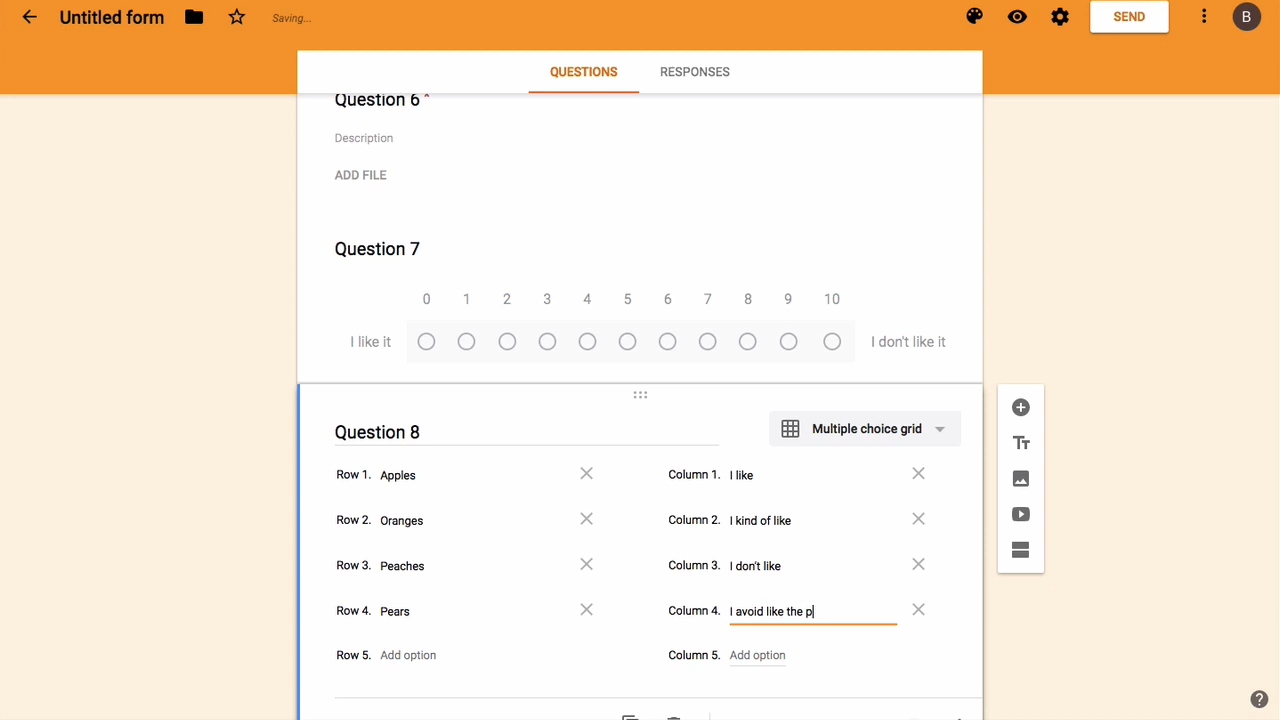 Untitled form
Saving...
SEND
B
QUESTIONS
RESPONSES
Question 6 *
Description
ADD FILE
Question 7
0 1 2 3 4 5 6 7 8 9 10
I like it
I don't like it
Question 8
Multiple choice grid
Row 1. Apples
Column 1. I like
Row 2. Oranges
Column 2. I kind of like
Row 3. Peaches
Column 3. I don't like
Row 4. Pears
Column 4. I avoid like the p
Row 5. Add option
Column 5. Add option